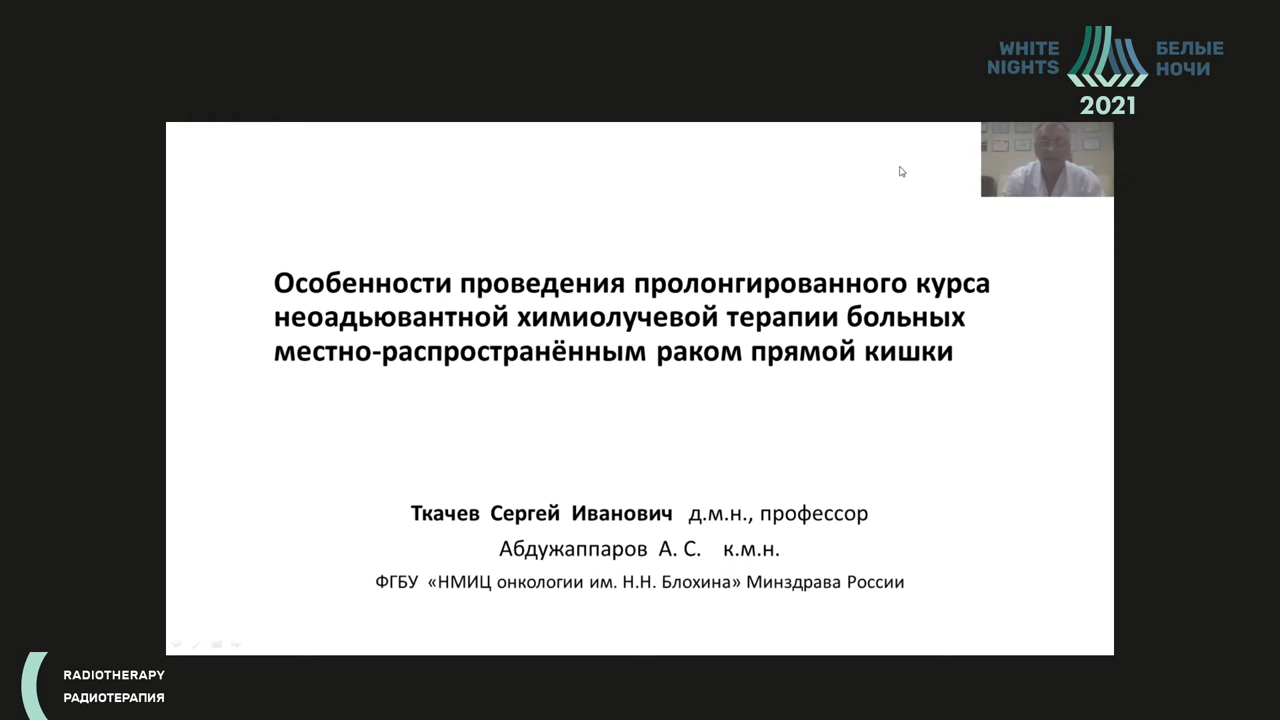 WHITE
NIGHTS
БЕЛЫЕ
НОЧИ
2021
Особенности проведения пролонгированного курса
неоадьювантной химиолучевой терапии больных
местно-распространённым раком прямой кишки
Ткачев Сергей Иванович д.м.н., профессор
Абдужаппаров А. С. к.м.н.
ФГБУ «НМИЦ онкологии им. Н.Н. Блохина» Минздрава России
RADIOTHERAPY
РАДИОТЕРАПИЯ